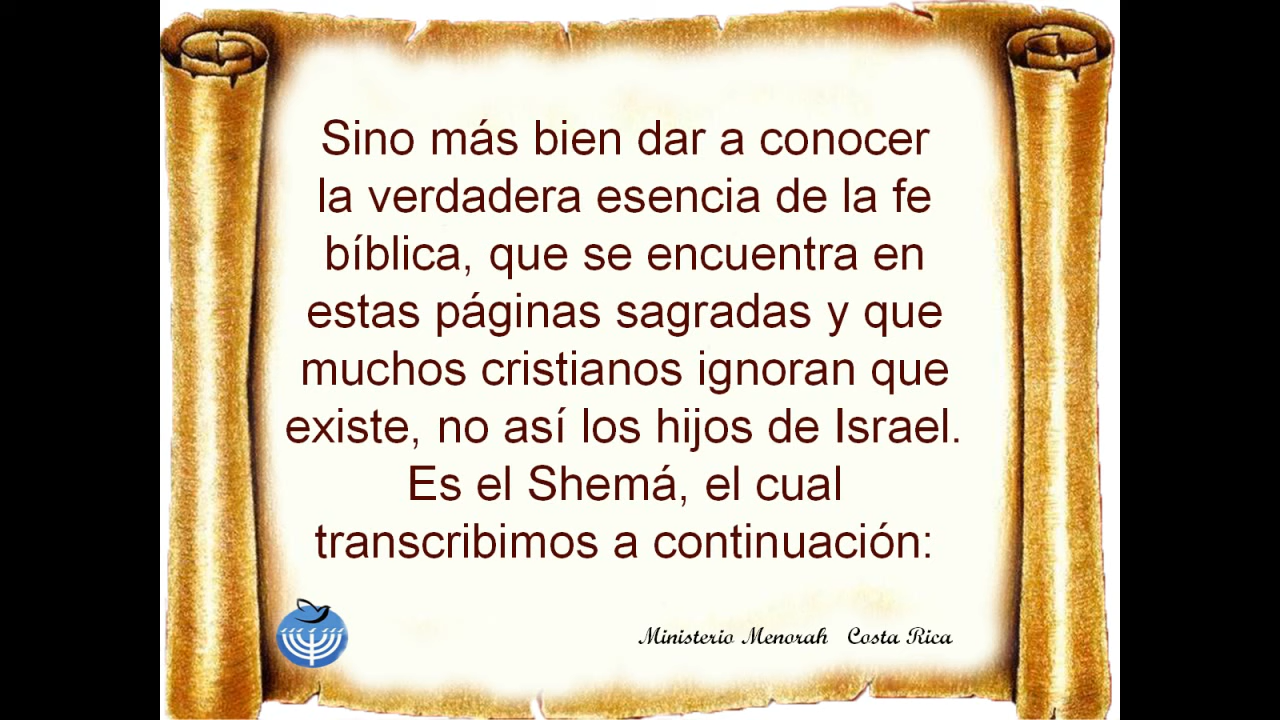 Sino más bien dar a conocer
la verdadera esencia de la fe
bíblica, que se encuentra en
estas páginas sagradas y que
muchos cristianos ignoran que
existe, no así los hijos de Israel.
Es el Shemá, el cual
transcribimos a continuación:
Ministerio Menorah Costa Rica